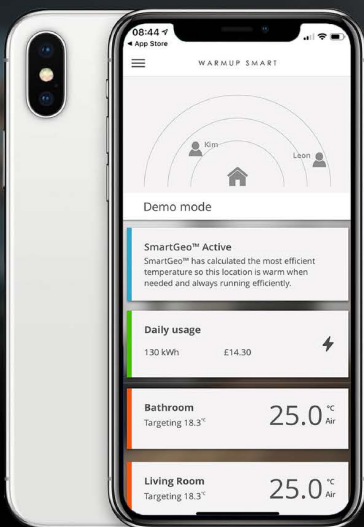 08:44
◀ App Store
WARMUP SMART
Kim
Leon
Demo mode
SmartGeo™ Active
SmartGeo™ has calculated the most efficient
temperature so this location is warm when
needed and always running efficiently.
Daily usage
130 kWh £14.30
Bathroom
Targeting 18.3°
25.0 °C
Air
Living Room
Targeting 18.3°
25.0 °C
Air